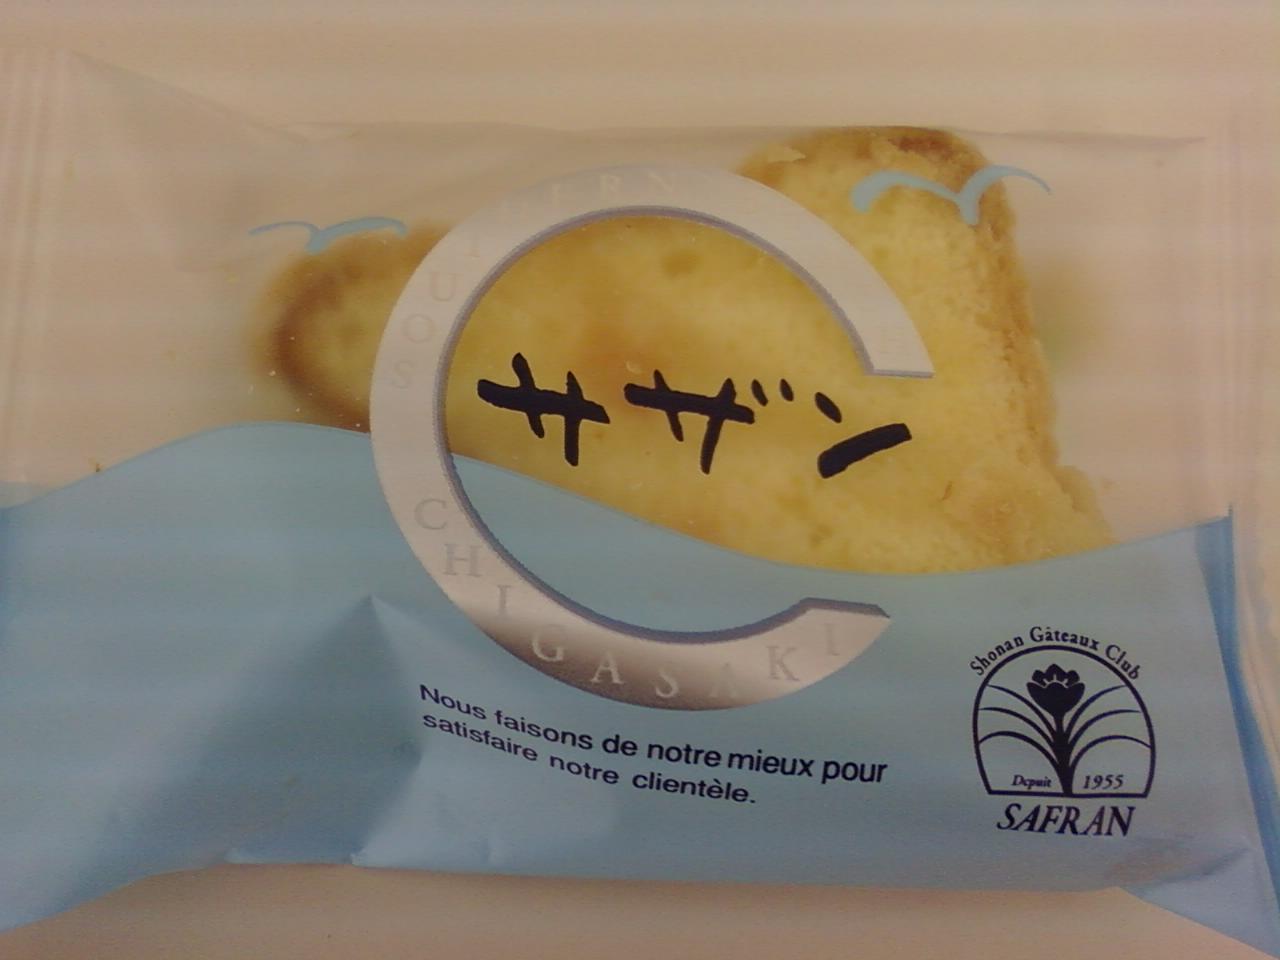 SOUTHERN
サザン
CHIGASAKI
Nous faisons de notre mieux pour
satisfaire notre clientèle.
Shonan Gâteaux Club
Depuit 1955
SAFRAN